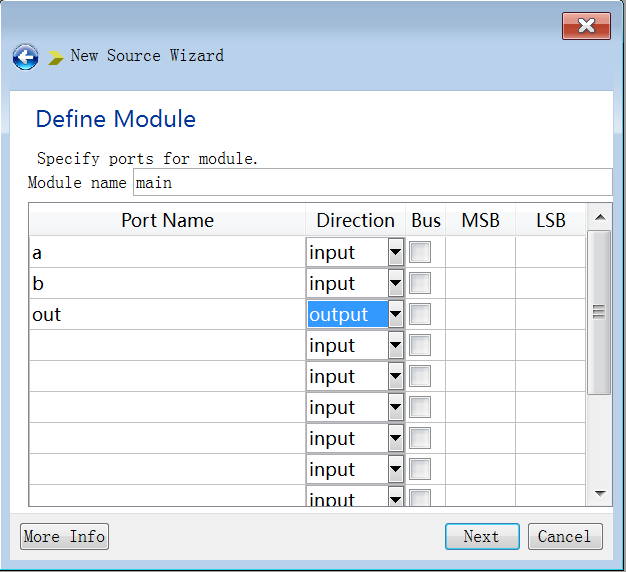 New Source Wizard
Define Module
Specify ports for module.
Module name main
Port Name Direction Bus MSB LSB
a input
b input
out output
input
input
input
input
input
input
More Info Next Cancel